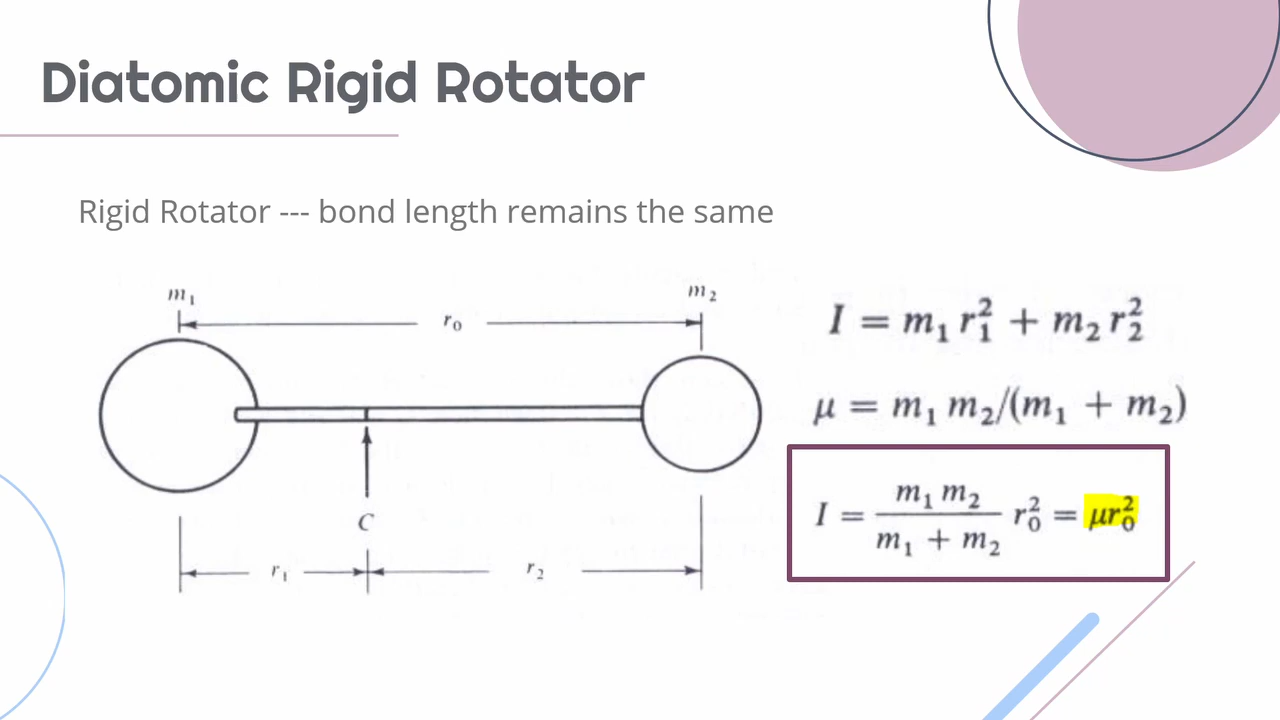 Diatomic Rigid Rotator
Rigid Rotator --- bond length remains the same
m₁
r₀
m₂
C
r₁
r₂
I = m₁ r₁² + m₂ r₂²
μ = m₁ m₂/(m₁ + m₂)
I = m₁ m₂ / m₁ + m₂ r₀² = μr₀²